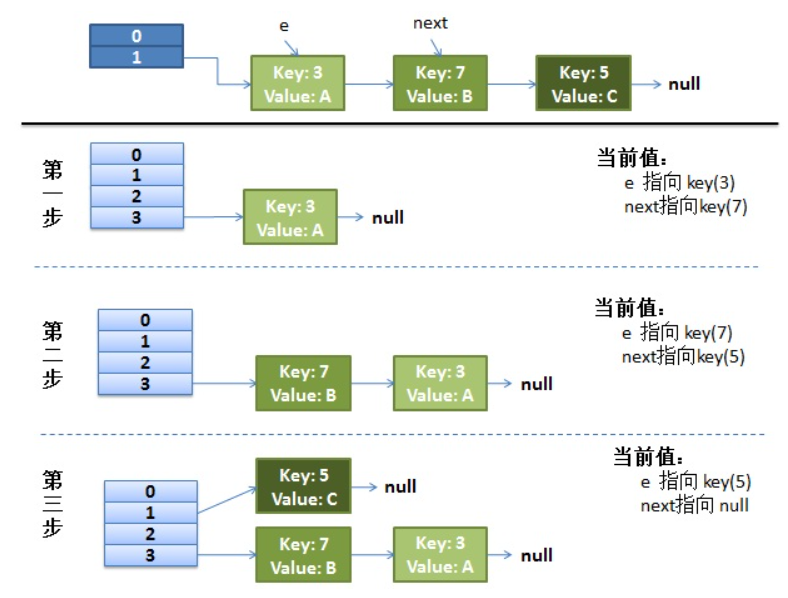 e
next
0
1
Key: 3
Value: A
Key: 7
Value: B
Key: 5
Value: C
null
第一步
0
1
2
3
Key: 3
Value: A
null
当前值：
e 指向 key(3)
next指向key(7)
第二步
0
1
2
3
Key: 7
Value: B
Key: 3
Value: A
null
当前值：
e 指向 key(7)
next指向key(5)
第三步
0
1
2
3
Key: 5
Value: C
null
Key: 7
Value: B
Key: 3
Value: A
null
当前值：
e 指向 key(5)
next指向 null